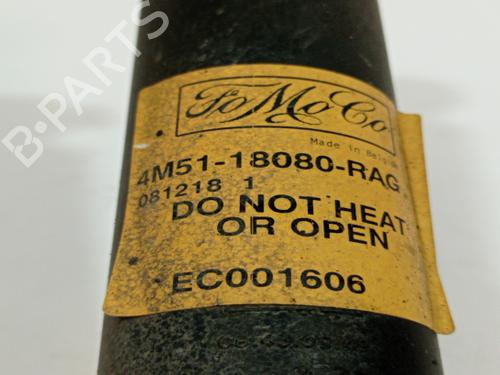 B-PARTS
FoMoCo
Made in Belgium
4M51-18080-RAG
081218 1
DO NOT HEAT
OR OPEN
EC001606